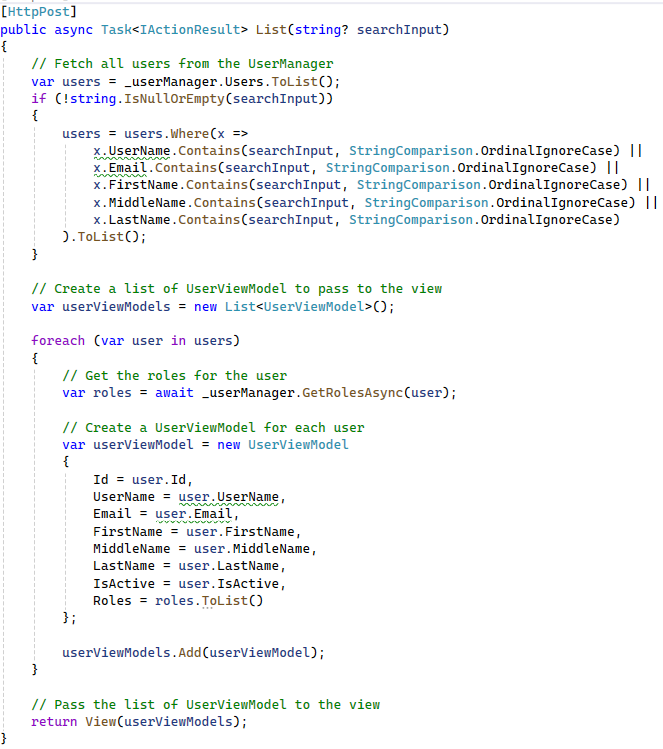 [HttpPost]
public async Task<IActionResult> List(string? searchInput)
{
    // Fetch all users from the UserManager
    var users = _userManager.Users.ToList();
    if (!string.IsNullOrEmpty(searchInput))
    {
        users = users.Where(x =>
            x.UserName.Contains(searchInput, StringComparison.OrdinalIgnoreCase) ||
            x.Email.Contains(searchInput, StringComparison.OrdinalIgnoreCase) ||
            x.FirstName.Contains(searchInput, StringComparison.OrdinalIgnoreCase) ||
            x.MiddleName.Contains(searchInput, StringComparison.OrdinalIgnoreCase) ||
            x.LastName.Contains(searchInput, StringComparison.OrdinalIgnoreCase)
        ).ToList();
    }

    // Create a list of UserViewModel to pass to the view
    var userViewModels = new List<UserViewModel>();

    foreach (var user in users)
    {
        // Get the roles for the user
        var roles = await _userManager.GetRolesAsync(user);

        // Create a UserViewModel for each user
        var userViewModel = new UserViewModel
        {
            Id = user.Id,
            UserName = user.UserName,
            Email = user.Email,
            FirstName = user.FirstName,
            MiddleName = user.MiddleName,
            LastName = user.LastName,
            IsActive = user.IsActive,
            Roles = roles.ToList()
        };

        userViewModels.Add(userViewModel);
    }

    // Pass the list of UserViewModel to the view
    return View(userViewModels);
}